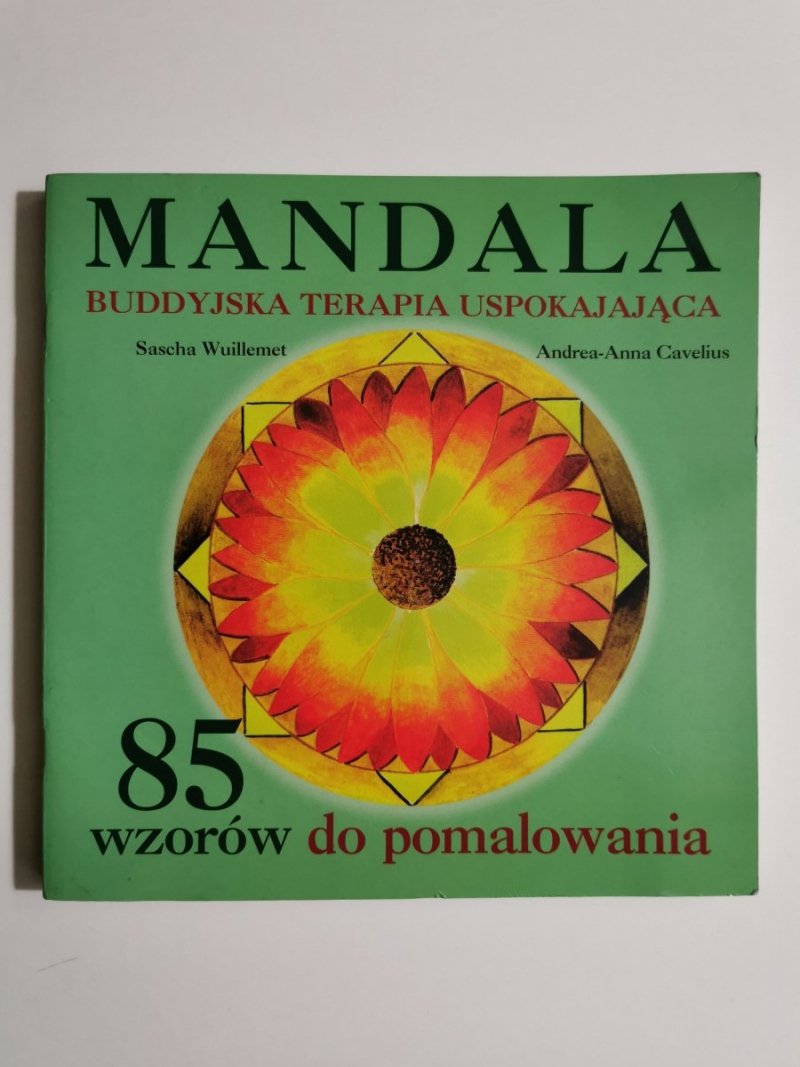 MANDALA
BUDDYJSKA TERAPIA USPOKAJAJĄCA
Sascha Wuillemet Andrea-Anna Cavelius
85
wzorów do pomalowania